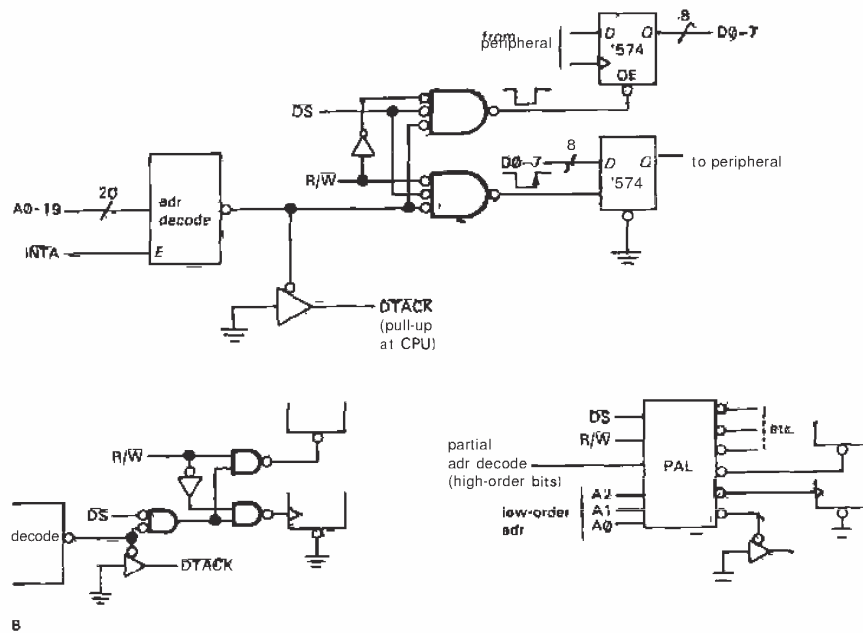 from
peripheral
D Q
'574
OE
8
D0-7
DS
R/W
D0-7
8
D Q
'574
to peripheral
A0-19
20
adr
decode
INTA
E
DTACK
(pull-up
at CPU)
R/W
DS
decode
DTACK
DS
R/W
partial
adr decode
(high-order bits)
PAL
etc.
low-order
adr
A2
A1
A0
B